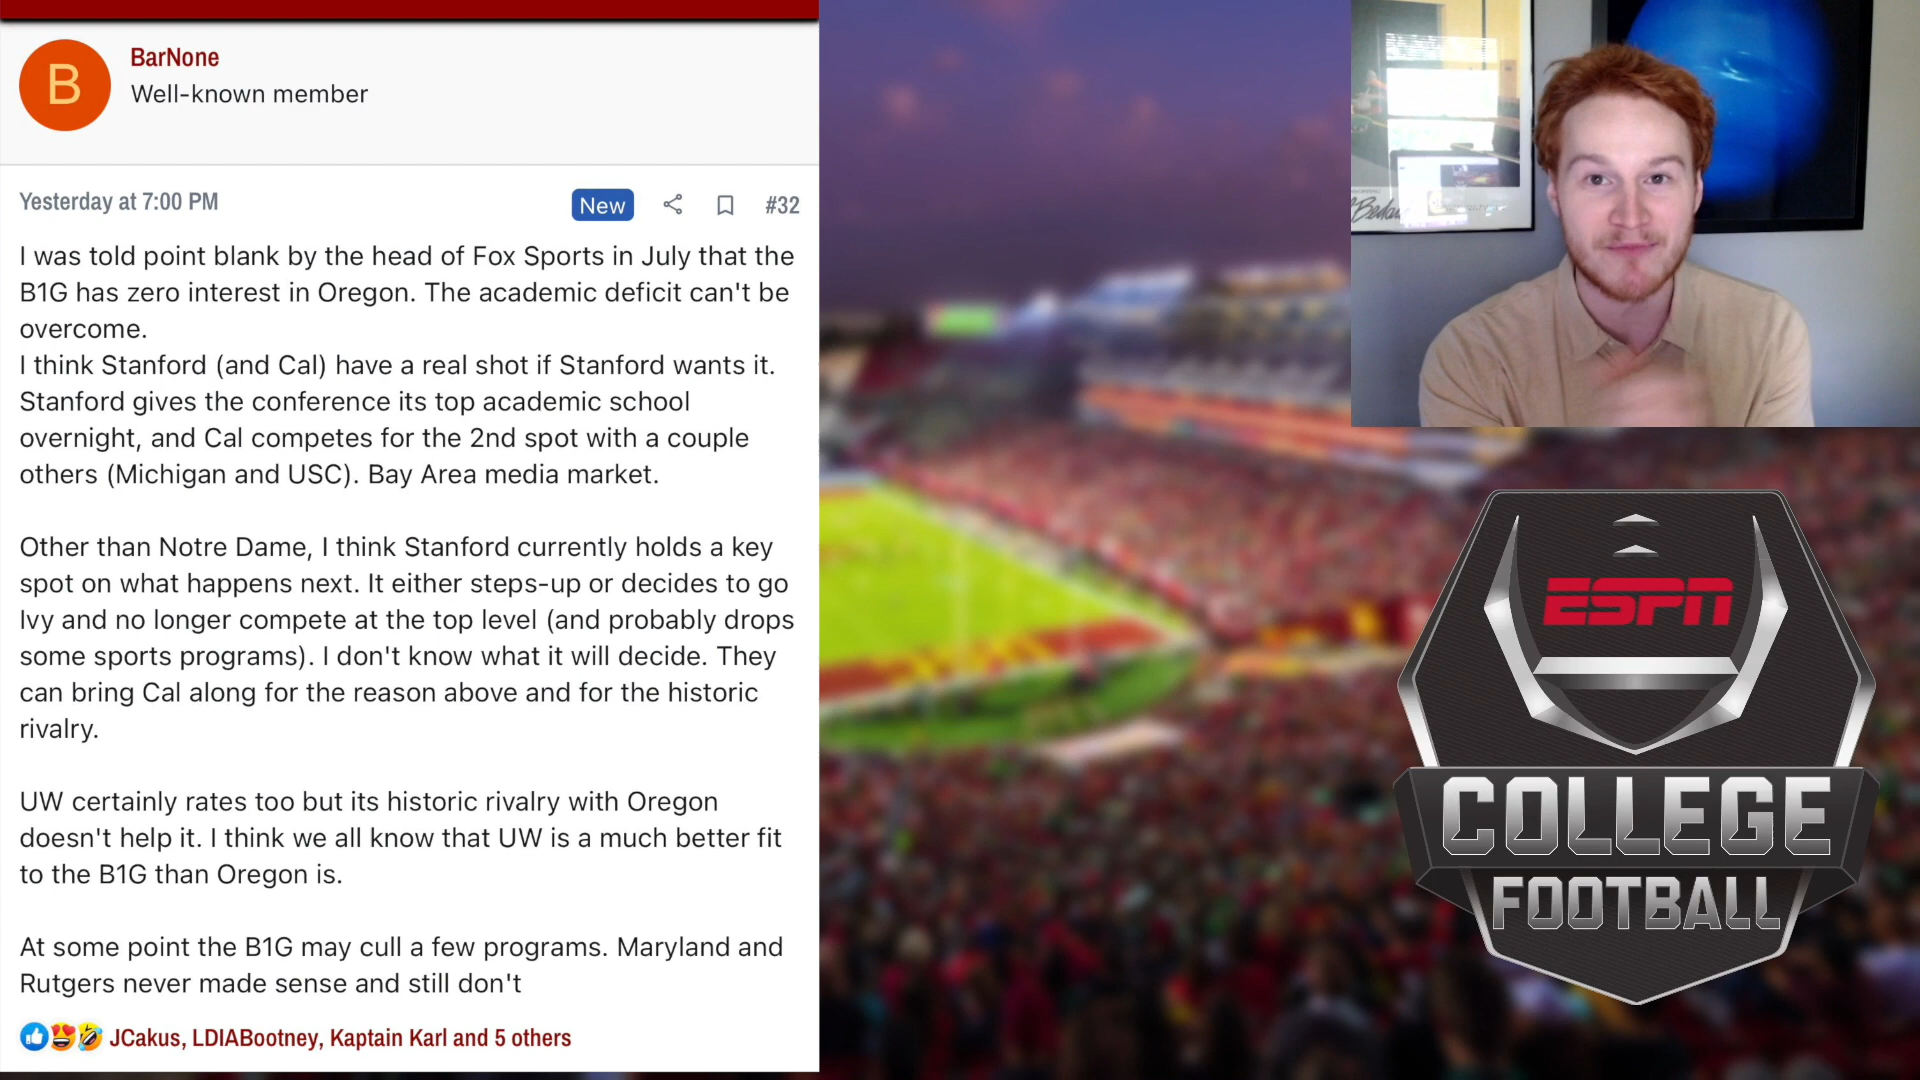 B
BarNone
Well-known member
Yesterday at 7:00 PM
New
#32
I was told point blank by the head of Fox Sports in July that the
B1G has zero interest in Oregon. The academic deficit can't be
overcome.
I think Stanford (and Cal) have a real shot if Stanford wants it.
Stanford gives the conference its top academic school
overnight, and Cal competes for the 2nd spot with a couple
others (Michigan and USC). Bay Area media market.
Other than Notre Dame, I think Stanford currently holds a key
spot on what happens next. It either steps-up or decides to go
Ivy and no longer compete at the top level (and probably drops
some sports programs). I don't know what it will decide. They
can bring Cal along for the reason above and for the historic
rivalry.
UW certainly rates too but its historic rivalry with Oregon
doesn't help it. I think we all know that UW is a much better fit
to the B1G than Oregon is.
At some point the B1G may cull a few programs. Maryland and
Rutgers never made sense and still don't
JCakus, LDIABootney, Kaptain Karl and 5 others
ESPN
COLLEGE
FOOTBALL